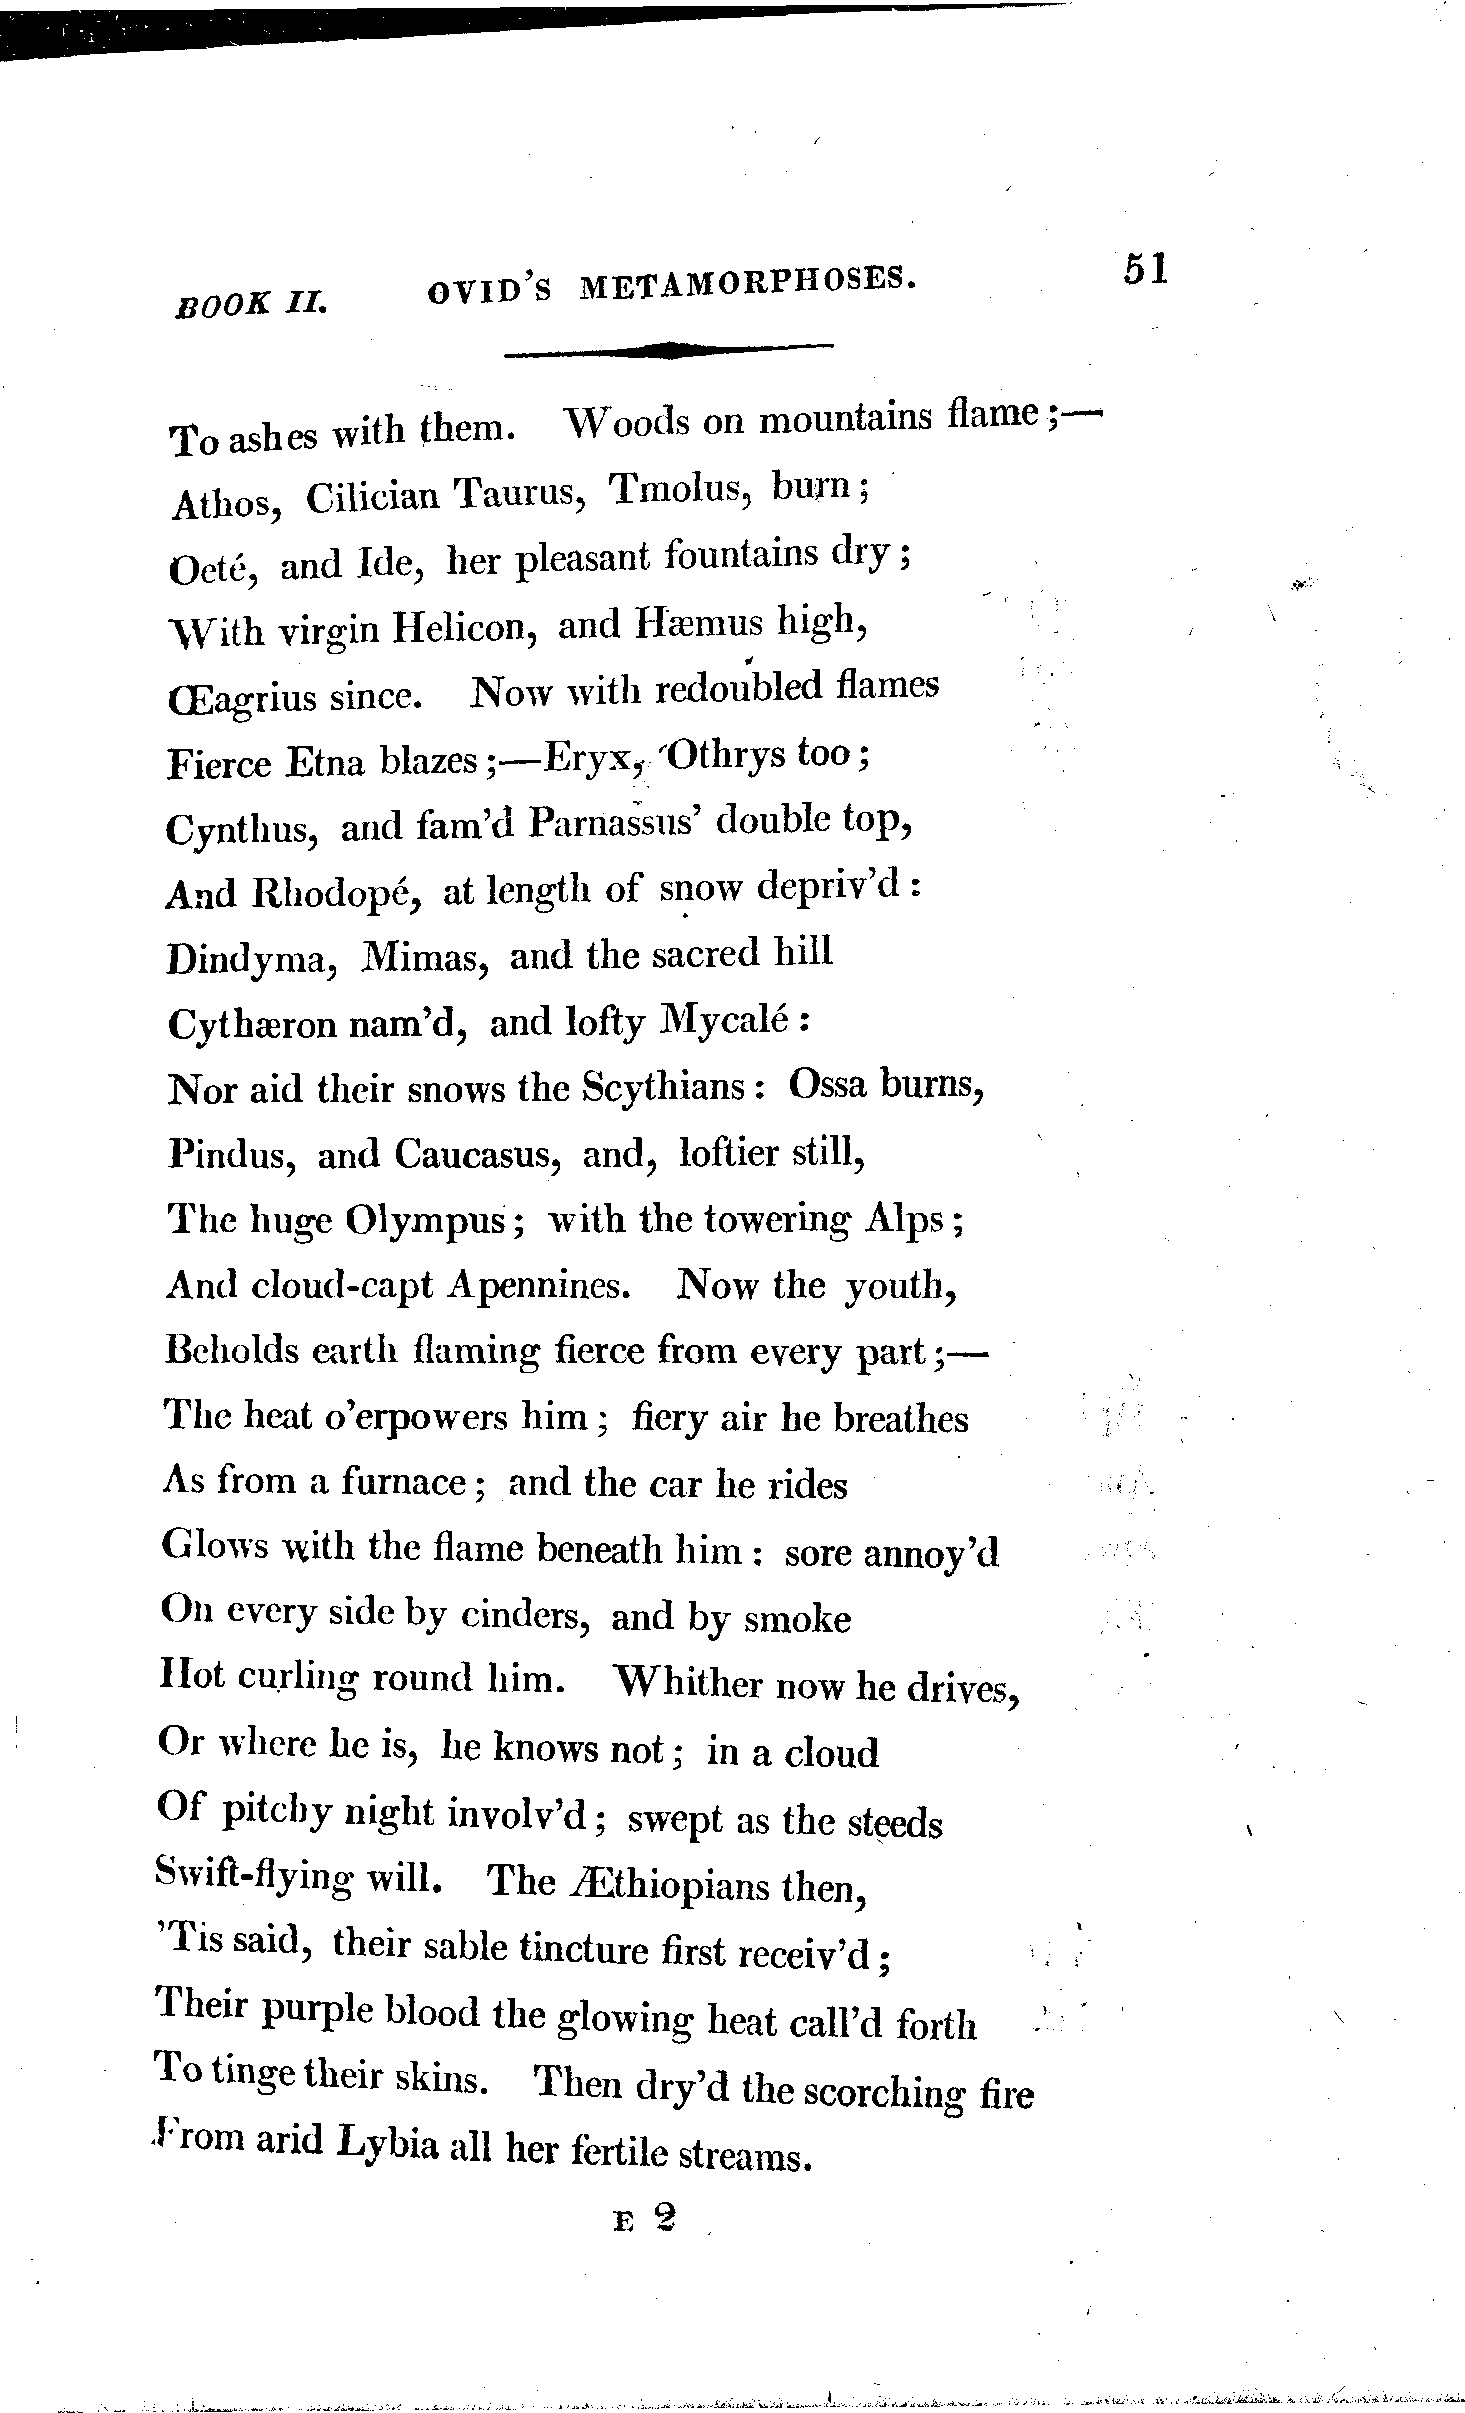 BOOK II. OVID'S METAMORPHOSES. 51
To ashes with them. Woods on mountains flame;—
Athos, Cilician Taurus, Tmolus, burn;
Oeté, and Ide, her pleasant fountains dry;
With virgin Helicon, and Hæmus high,
Œagrius since. Now with redoubled flames
Fierce Etna blazes;—Eryx, Othrys too;
Cynthus, and fam'd Parnassus' double top,
And Rhodopé, at length of snow depriv'd:
Dindyma, Mimas, and the sacred hill
Cythæron nam'd, and lofty Mycalé:
Nor aid their snows the Scythians: Ossa burns,
Pindus, and Caucasus, and, loftier still,
The huge Olympus; with the towering Alps;
And cloud-capt Apennines. Now the youth,
Beholds earth flaming fierce from every part;—
The heat o'erpowers him; fiery air he breathes
As from a furnace; and the car he rides
Glows with the flame beneath him: sore annoy'd
On every side by cinders, and by smoke
Hot curling round him. Whither now he drives,
Or where he is, he knows not; in a cloud
Of pitchy night involv'd; swept as the steeds
Swift-flying will. The Æthiopians then,
'Tis said, their sable tincture first receiv'd;
Their purple blood the glowing heat call'd forth
To tinge their skins. Then dry'd the scorching fire
From arid Lybia all her fertile streams.
E 2